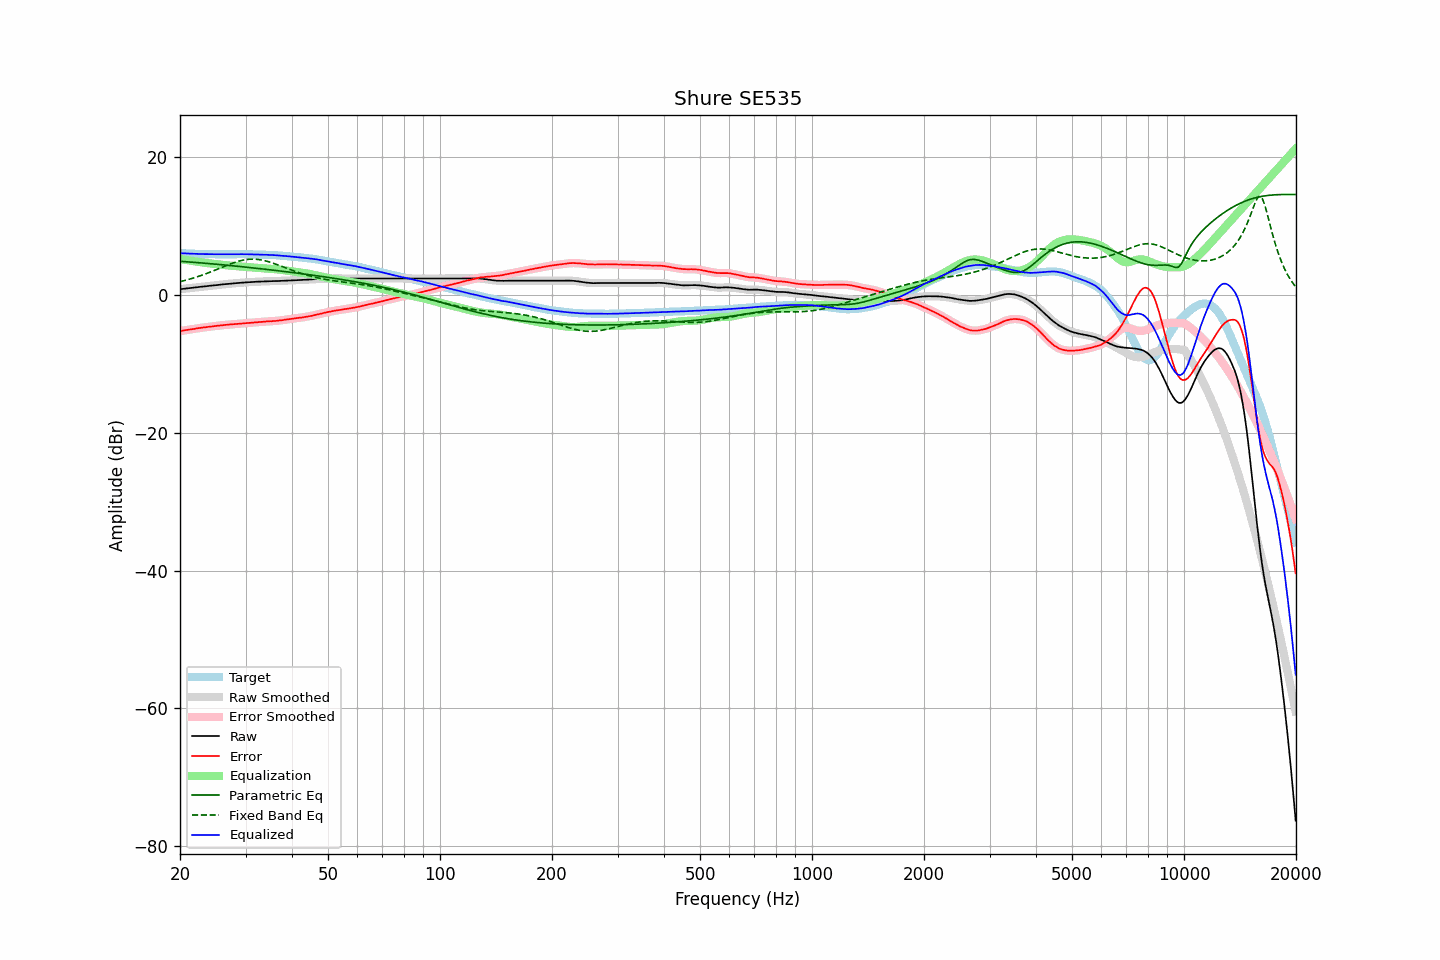 Shure SE535
Amplitude (dBr)
20
0
−20
−40
−60
−80
Target
Raw Smoothed
Error Smoothed
Raw
Error
Equalization
Parametric Eq
Fixed Band Eq
Equalized
20 50 100 200 500 1000 2000 5000 10000 20000
Frequency (Hz)